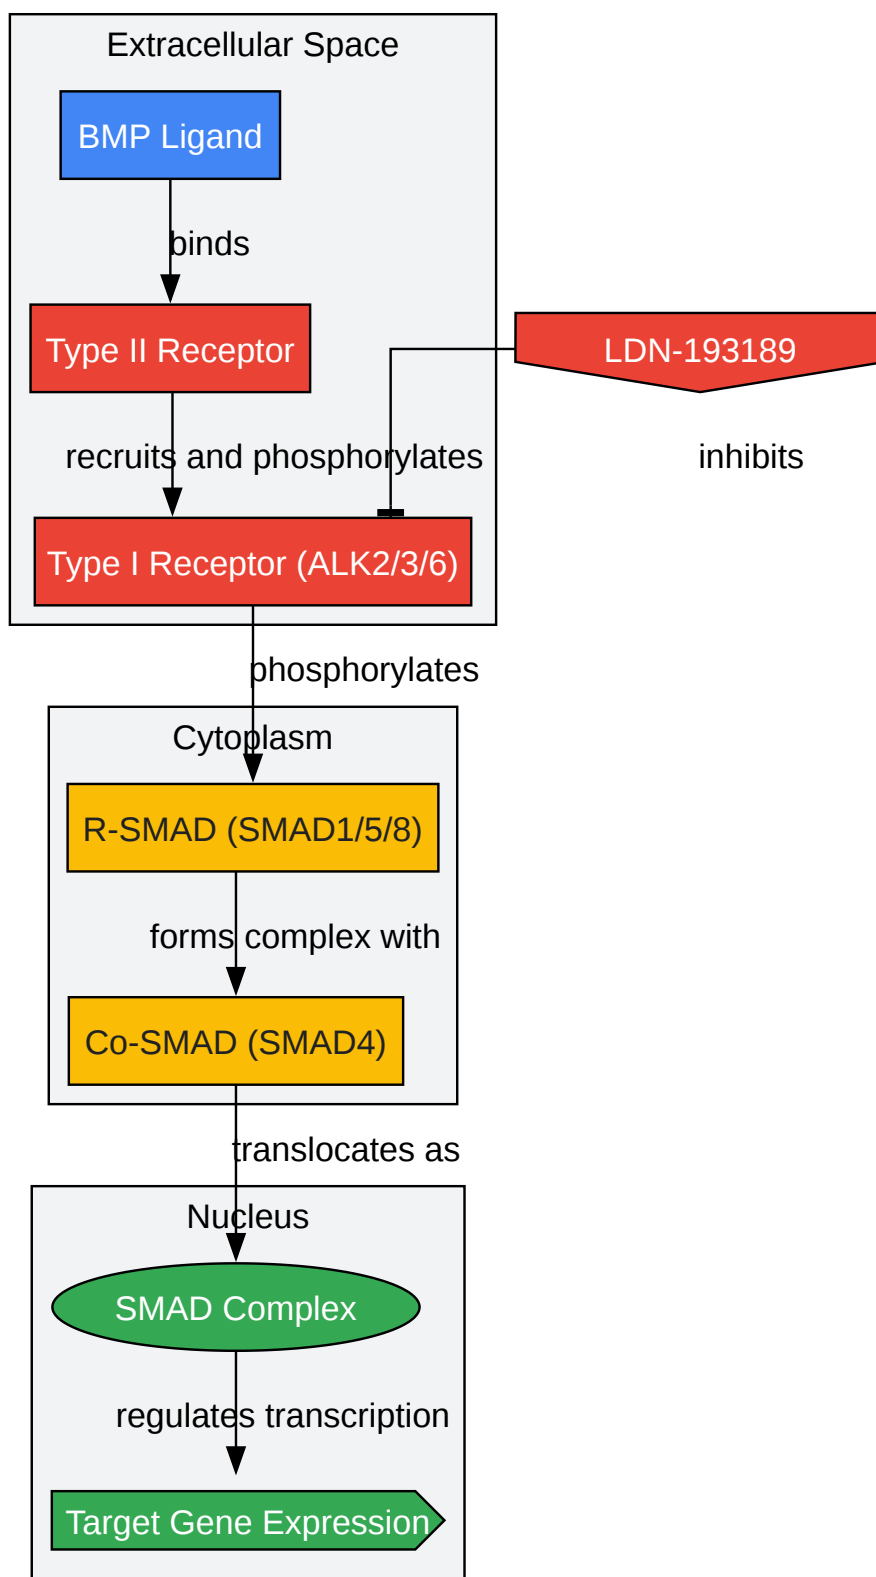 Extracellular Space
BMP Ligand
binds
Type II Receptor
LDN-193189
recruits and phosphorylates
inhibits
Type I Receptor (ALK2/3/6)
phosphorylates
Cytoplasm
R-SMAD (SMAD1/5/8)
forms complex with
Co-SMAD (SMAD4)
translocates as
Nucleus
SMAD Complex
regulates transcription
Target Gene Expression